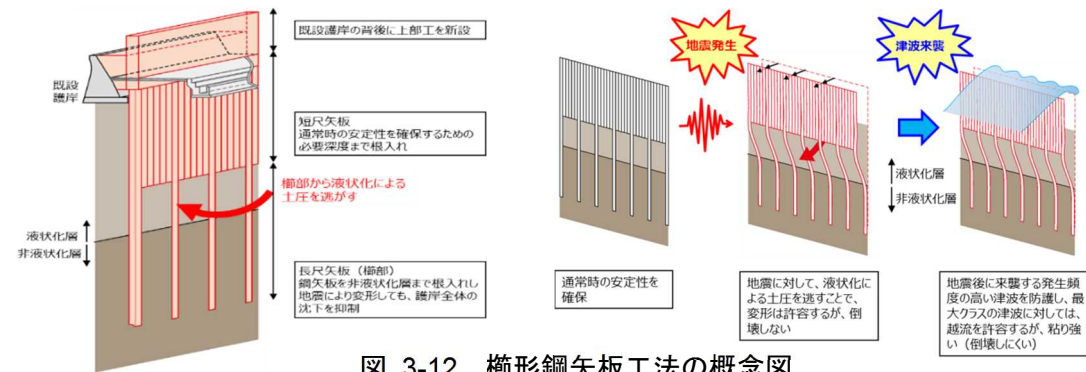 既設護岸の背後に上部工を新設
既設
護岸
短尺矢板
通常時の安定性を確保するための
必要深度まで根入れ
櫛部から液状化による
土圧を逃がす
液状化層
非液状化層
長尺矢板（櫛部）
鋼矢板を非液状化層まで根入れし
地震により変形しても、護岸全体の
沈下を抑制
地震発生
津波来襲
液状化層
非液状化層
通常時の安定性を
確保
地震に対して、液状化に
よる土圧を逃すことで、
変形は許容するが、倒
壊しない
地震後に来襲する発生頻
度の高い津波を防護し、最
大クラスの津波に対しては、
越流を許容するが、粘り強
い（倒壊しにくい）
図 3-12　櫛形鋼矢板工法の概念図